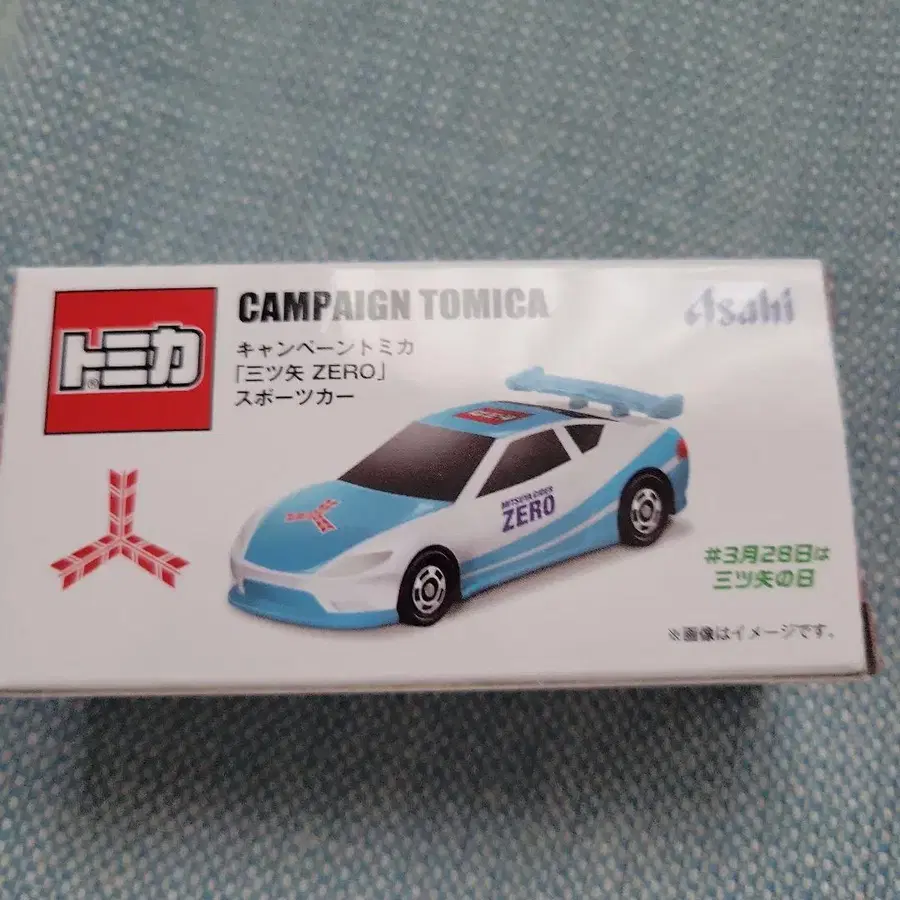 CAMPAIGN TOMICA
Asahi
トミカ®
キャンペーントミカ
「三ツ矢 ZERO」
スポーツカー
MITSUYA CIDER
ZERO
#3月28日は
三ツ矢の日
※画像はイメージです。